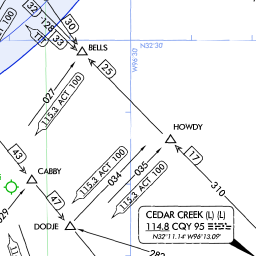 32
128
30
33
BELLS
N32°30'
W96°30'
25
027
115.3 ACT 100
HOWDY
43
115.3 ACT 100
034
035
115.3 ACT 100
17
CABBY
310
029
47
DODJE
CEDAR CREEK (L) (L)
114.8 CQY 95
N32°11.14' W96°13.09'
282